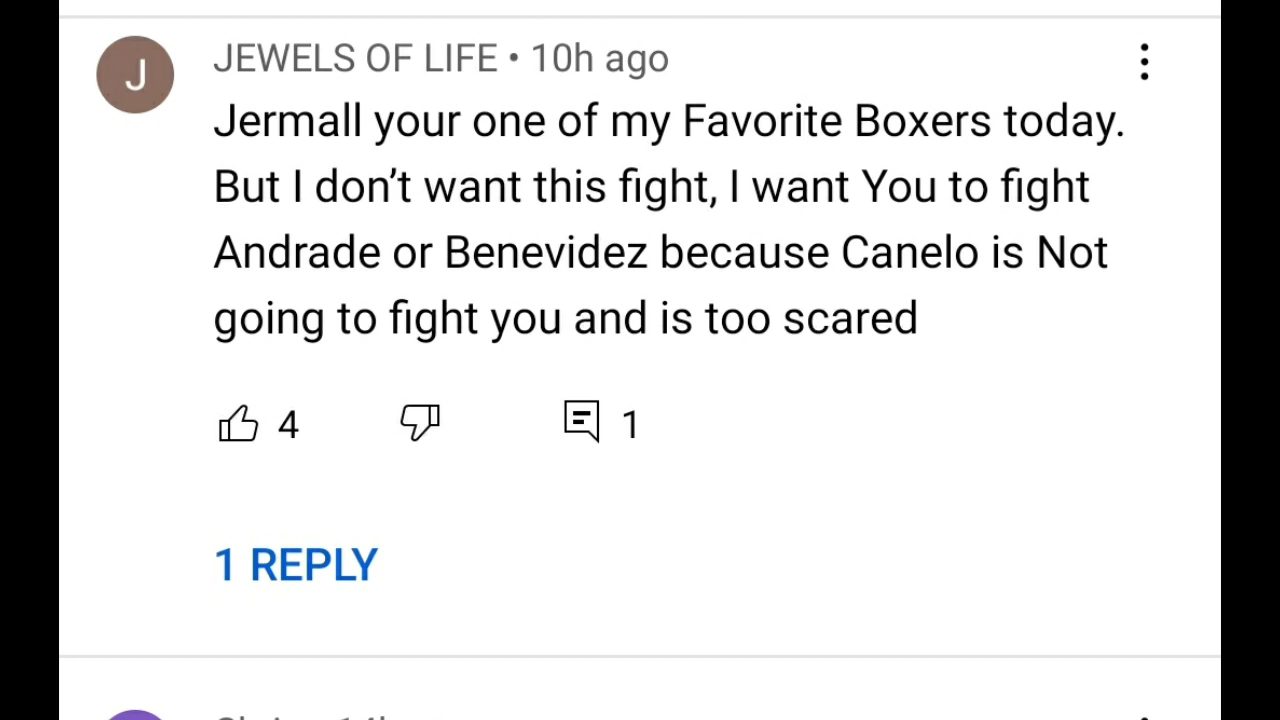 J
JEWELS OF LIFE • 10h ago
Jermall your one of my Favorite Boxers today.
But I don’t want this fight, I want You to fight
Andrade or Benevidez because Canelo is Not
going to fight you and is too scared
4
1
1 REPLY